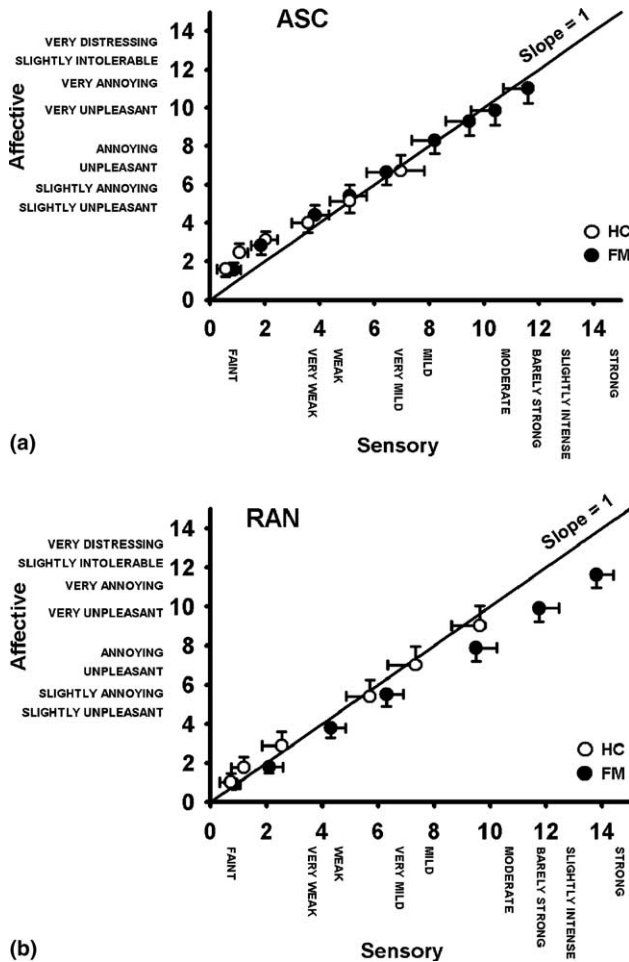 ASC
Slope = 1
Affective
VERY DISTRESSING
SLIGHTLY INTOLERABLE
VERY ANNOYING
VERY UNPLEASANT
ANNOYING
UNPLEASANT
SLIGHTLY ANNOYING
SLIGHTLY UNPLEASANT
14
12
10
8
6
4
2
0
HC
FM
0 2 4 6 8 10 12 14
FAINT
VERY WEAK
WEAK
VERY MILD
MILD
MODERATE
BARELY STRONG
SLIGHTLY INTENSE
STRONG
(a)
Sensory
RAN
Slope = 1
Affective
VERY DISTRESSING
SLIGHTLY INTOLERABLE
VERY ANNOYING
VERY UNPLEASANT
ANNOYING
UNPLEASANT
SLIGHTLY ANNOYING
SLIGHTLY UNPLEASANT
14
12
10
8
6
4
2
0
HC
FM
0 2 4 6 8 10 12 14
FAINT
VERY WEAK
WEAK
VERY MILD
MILD
MODERATE
BARELY STRONG
SLIGHTLY INTENSE
STRONG
(b)
Sensory